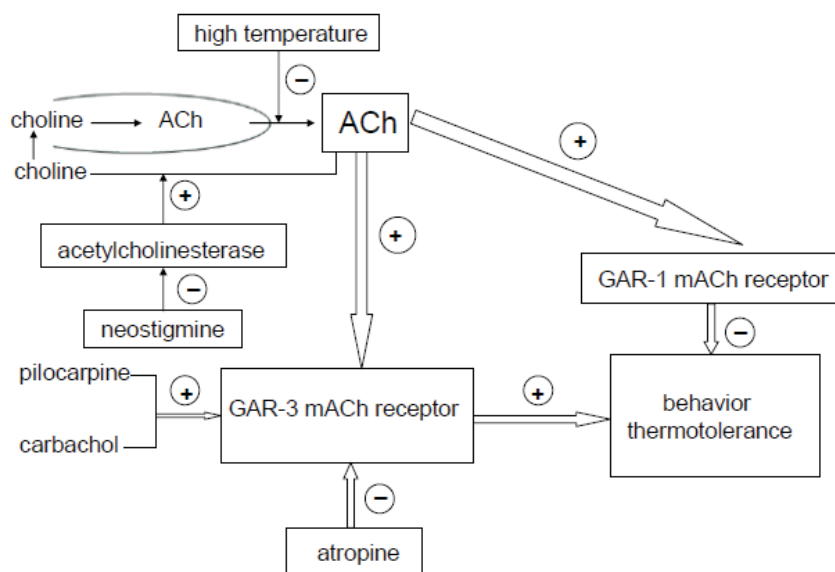 high temperature
−
choline
ACh
ACh
+
choline
+
+
acetylcholinesterase
GAR-1 mACh receptor
−
neostigmine
−
pilocarpine
+
GAR-3 mACh receptor
+
behavior
thermotolerance
carbachol
−
atropine